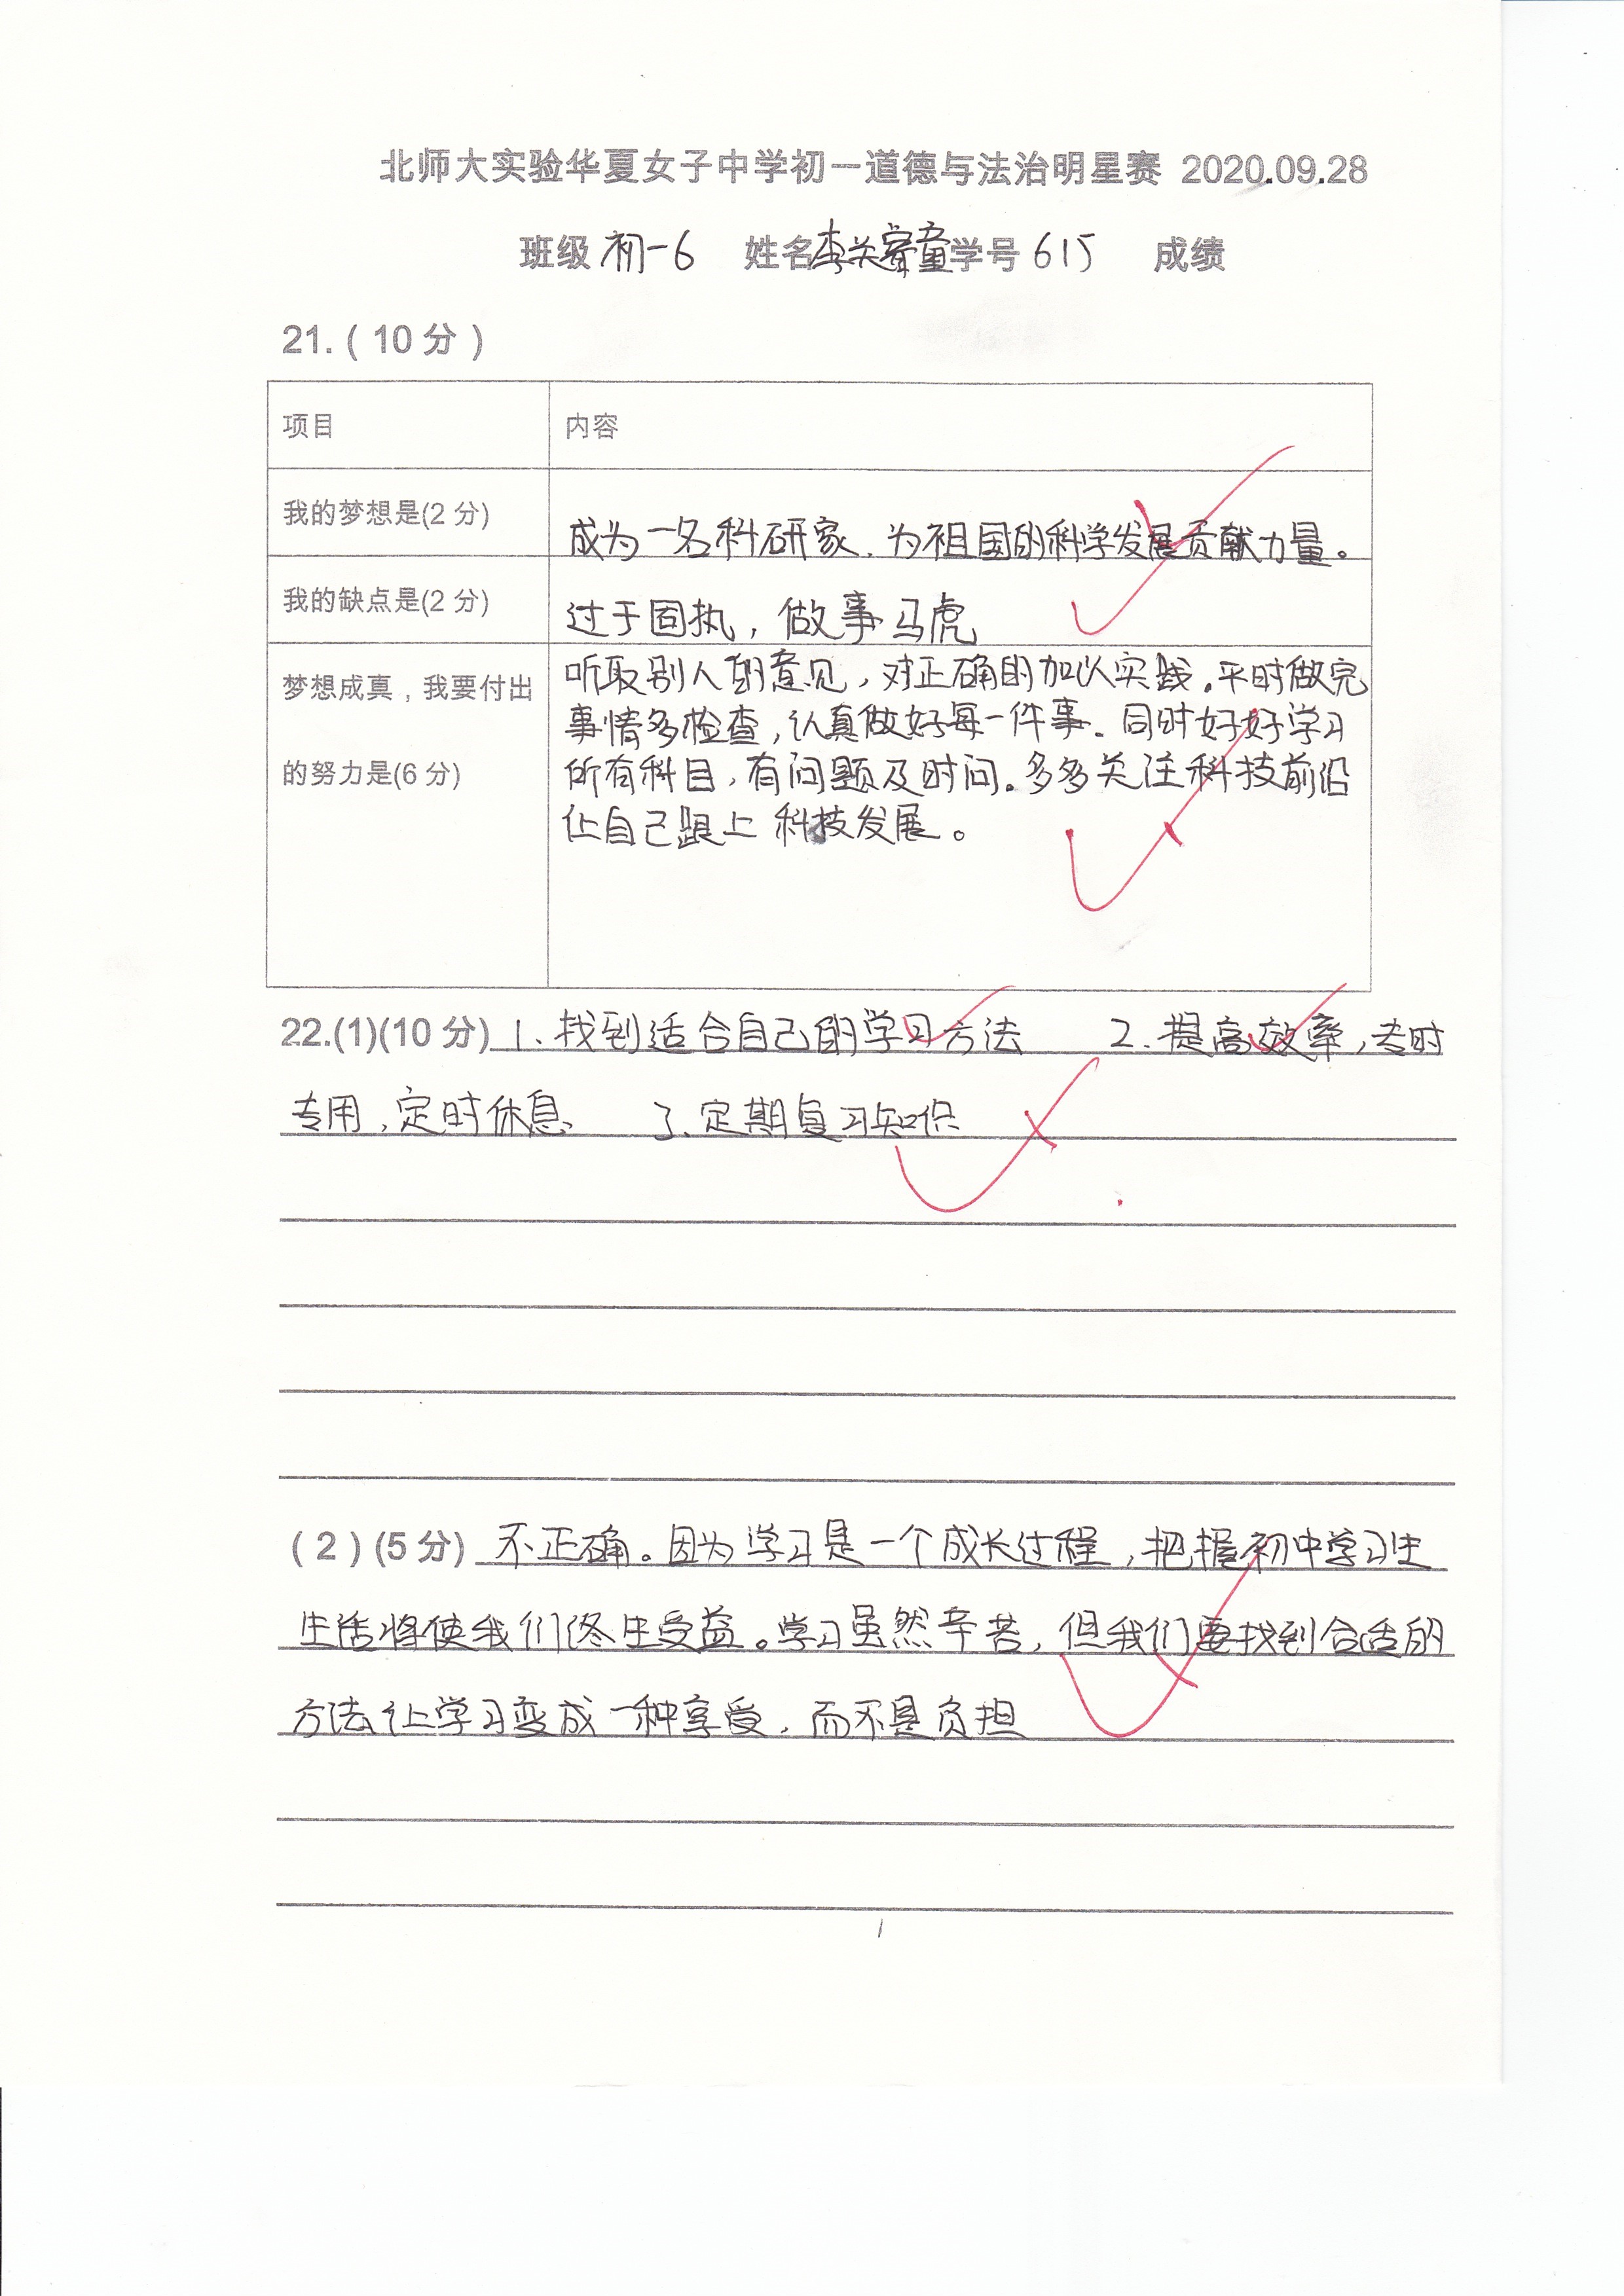 北师大实验华夏女子中学初一道德与法治明星赛 2020.09.28
班级 初一6 姓名李关睿童学号 615 成绩
21.(10分)
项目 内容
我的梦想是(2分) 成为一名科研家、为祖国的科学发展贡献力量。
我的缺点是(2分) 过于固执，做事马虎
梦想成真，我要付出
的努力是(6分)
听取别人的意见，对正确的加以实践。平时做完
事情多检查，认真做好每一件事。同时好好学习
所有科目，有问题及时问。多多关注科技前沿
让自己跟上科技发展。
22.(1)(10分) 1、找到适合自己的学习方法 2、提高效率，专时
专用，定时休息 3、定期复习知识
(2)(5分) 不正确。因为学习是一个成长过程，把握初中学习生
生活将使我们终生受益。学习虽然辛苦，但我们要找到合适的
方法让学习变成一种享受，而不是负担